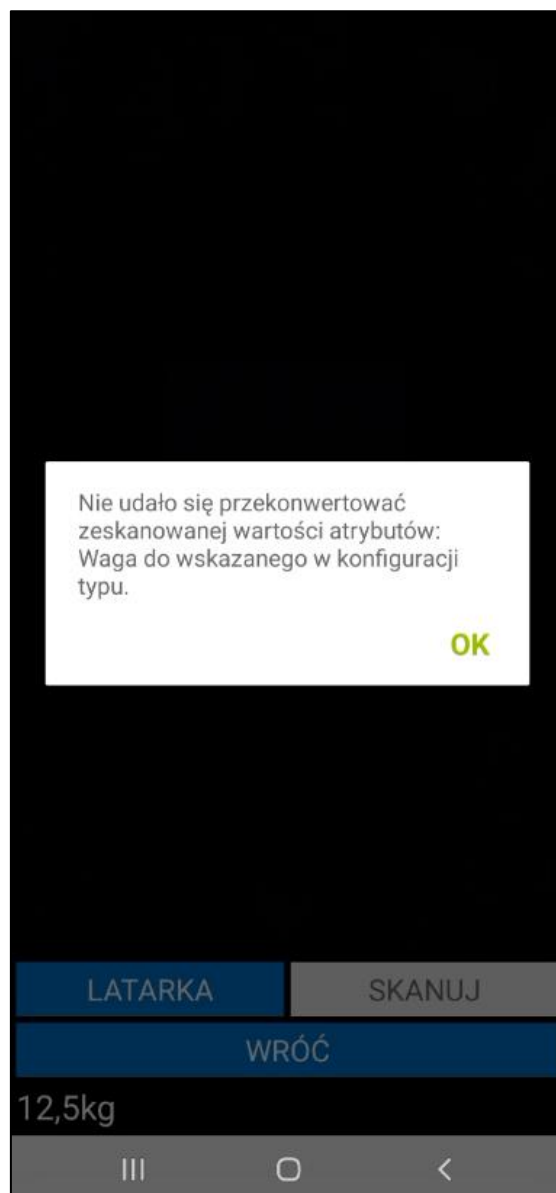 Nie udało się przekonwertować
zeskanowanej wartości atrybutów:
Waga do wskazanego w konfiguracji
typu.
OK
LATARKA
SKANUJ
WRÓĆ
12,5kg